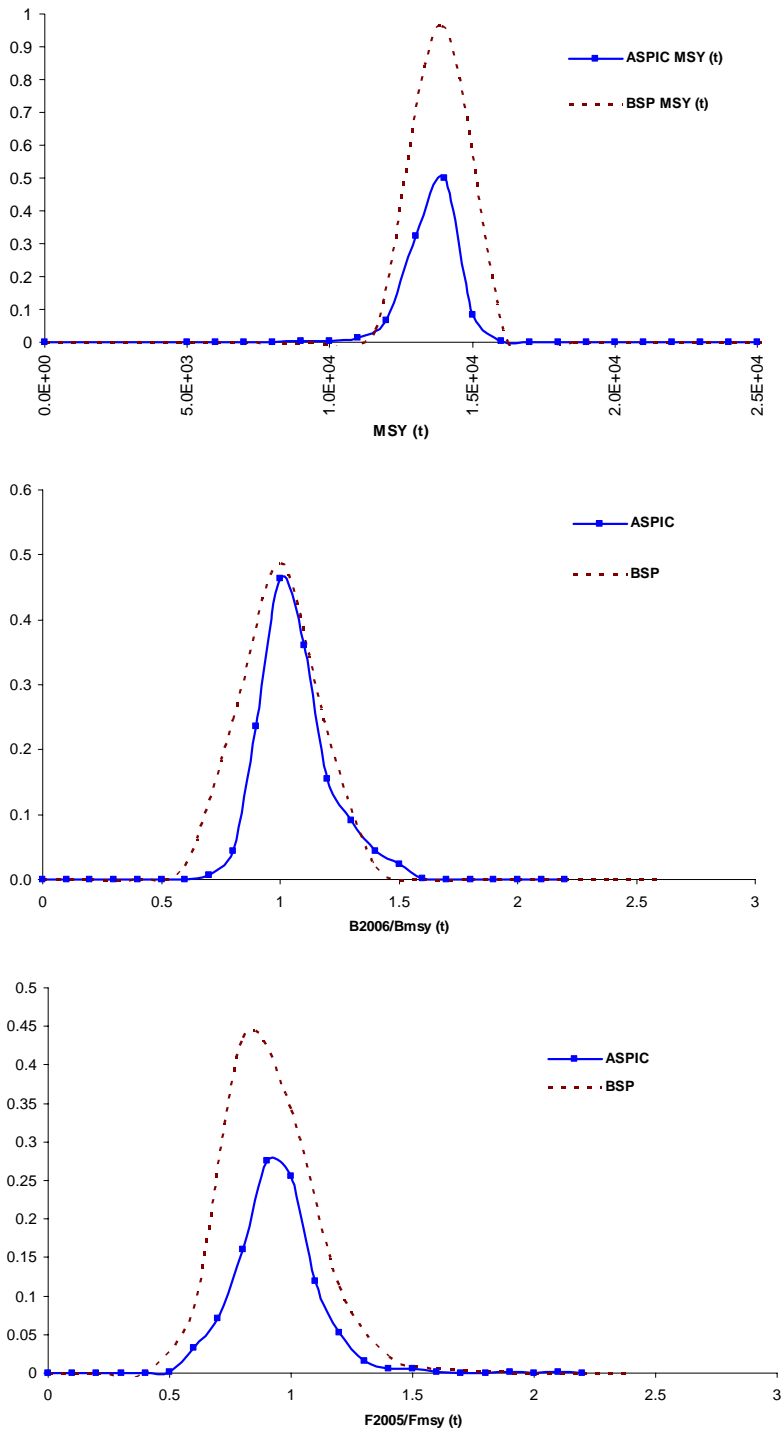 1
0.9
0.8
0.7
0.6
0.5
0.4
0.3
0.2
0.1
0
ASPIC MSY (t)
BSP MSY (t)
0.0E+00
5.0E+03
1.0E+04
1.5E+04
2.0E+04
2.5E+04
MSY (t)
0.6
0.5
0.4
0.3
0.2
0.1
0.0
ASPIC
BSP
0 0.5 1 1.5 2 2.5 3
B2006/Bmsy (t)
0.5
0.45
0.4
0.35
0.3
0.25
0.2
0.15
0.1
0.05
0
ASPIC
BSP
0 0.5 1 1.5 2 2.5 3
F2005/Fmsy (t)